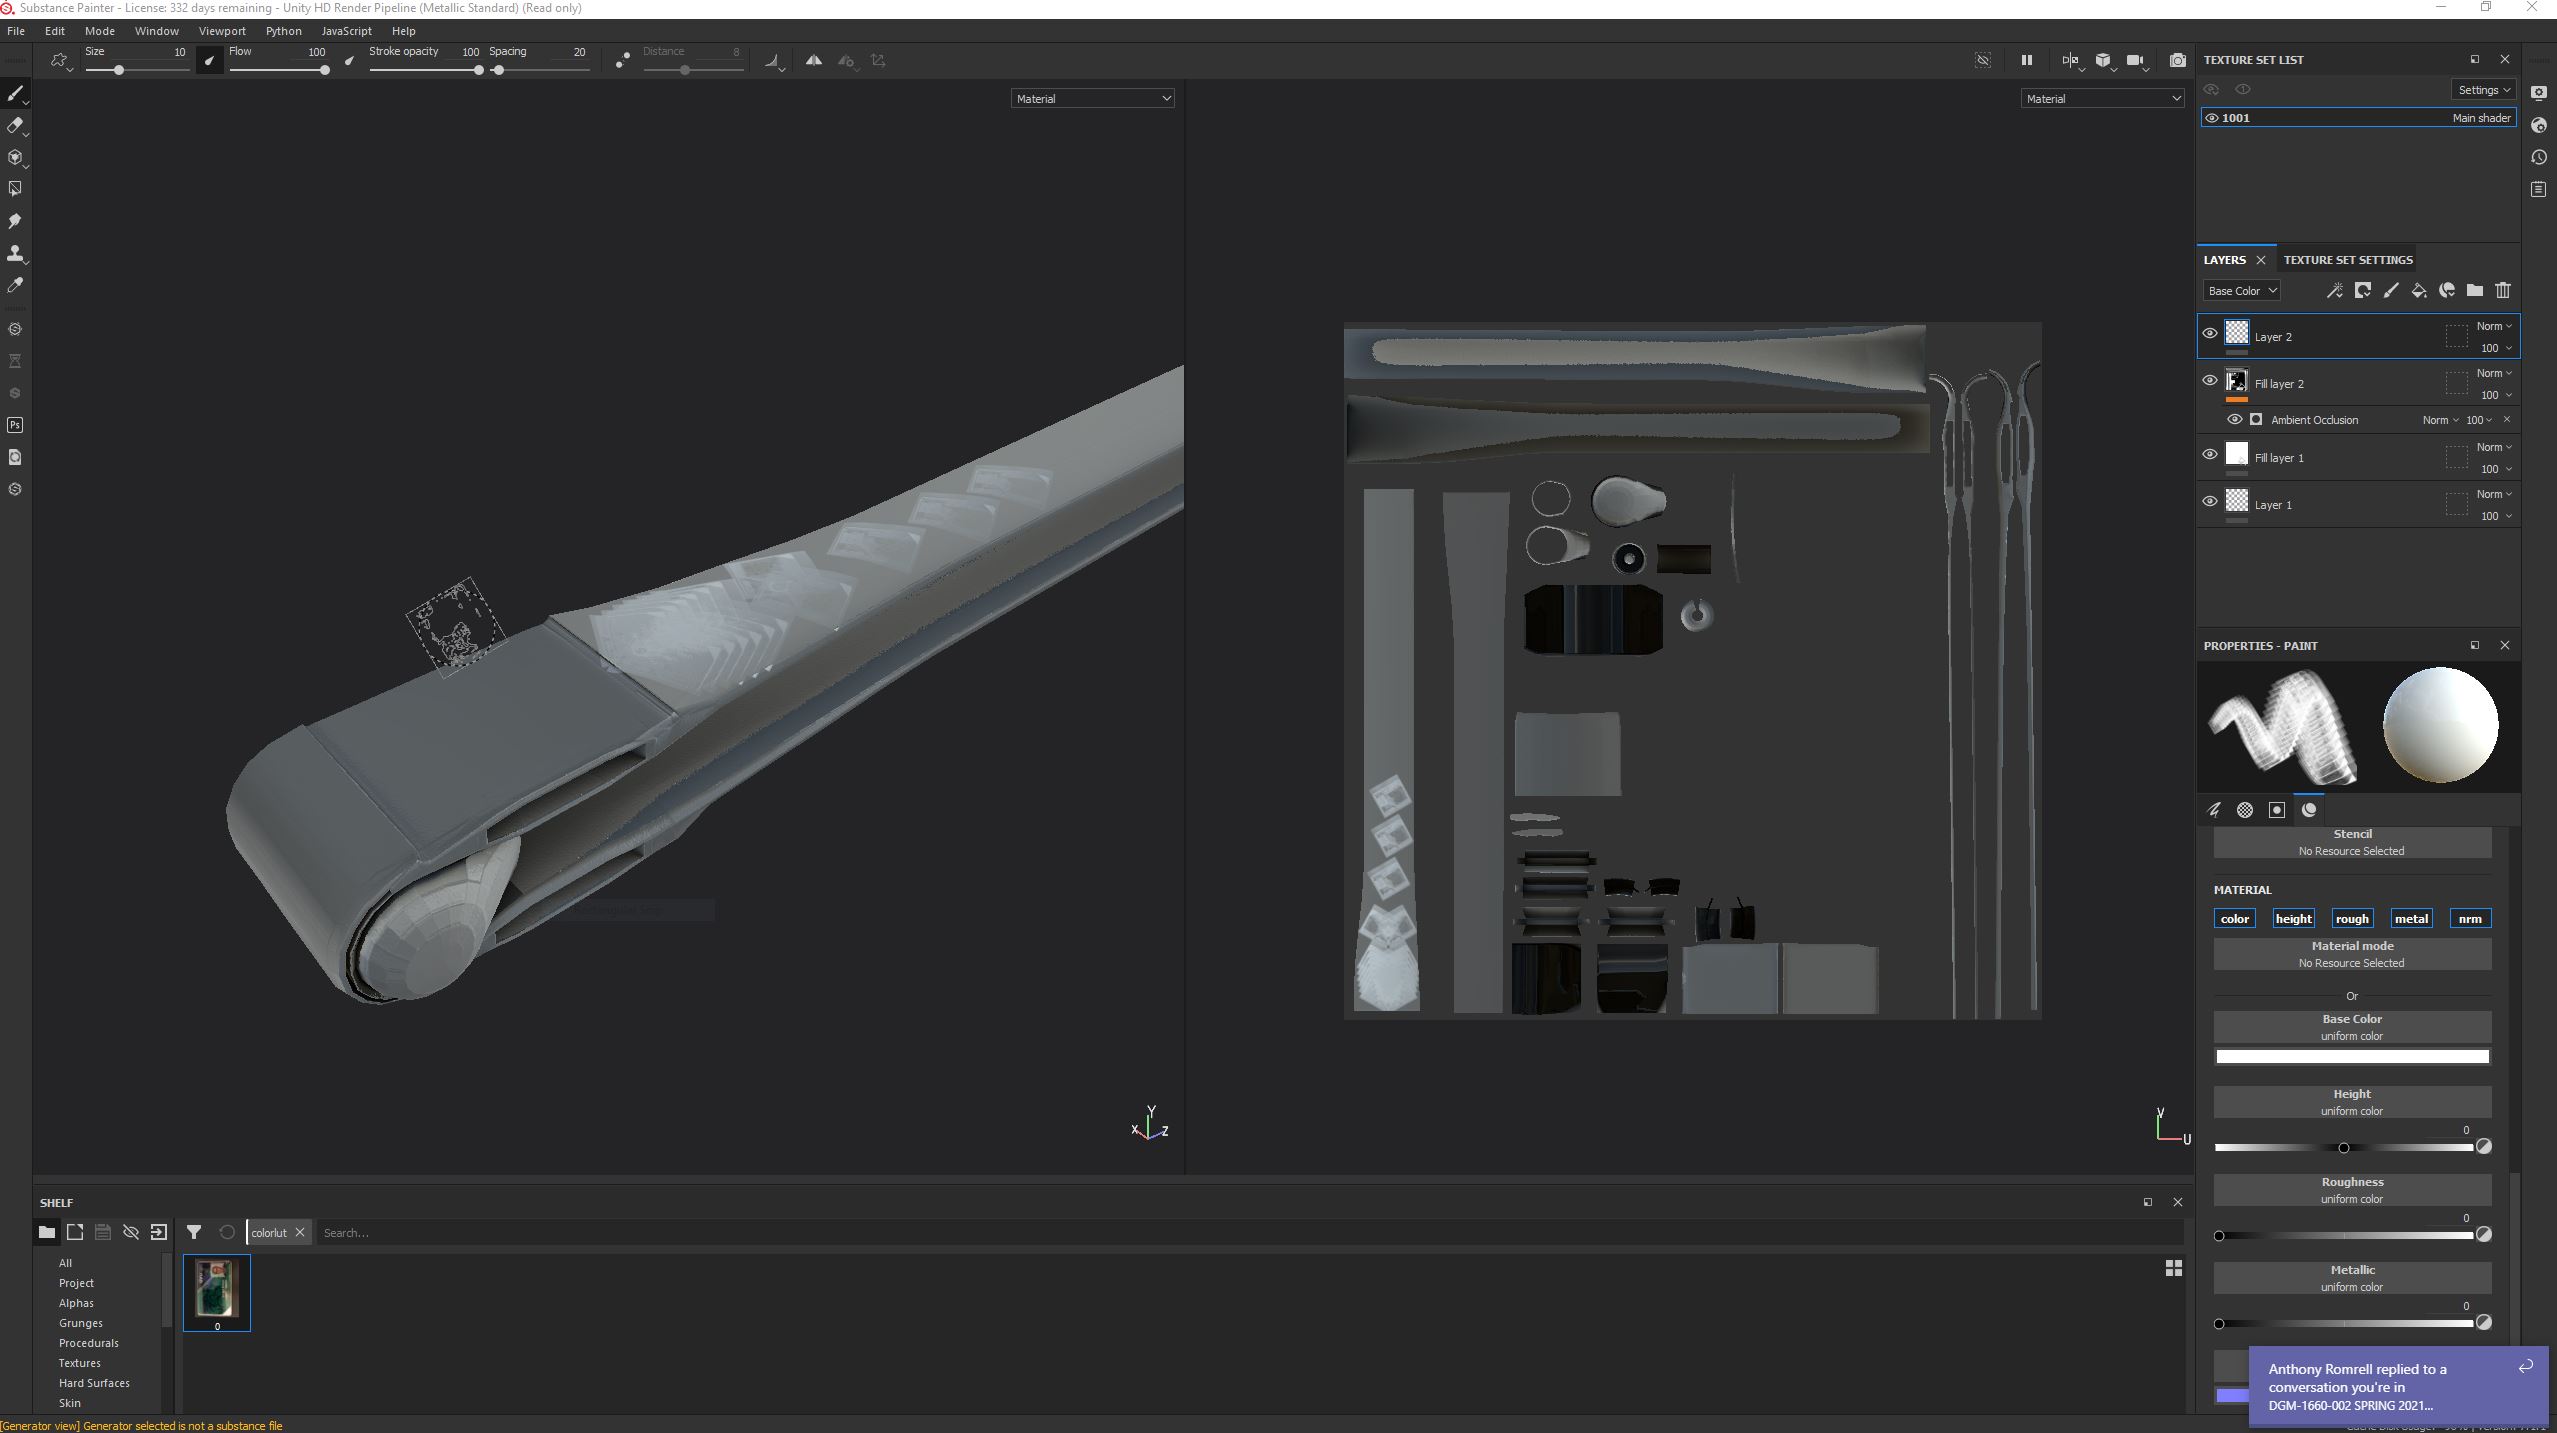 Substance Painter - License: 332 days remaining - Unity HD Render Pipeline (Metallic Standard) (Read only)
File Edit Mode Window Viewport Python JavaScript Help
Size 10 Flow 100 Stroke opacity 100 Spacing 20 Distance 8
Material
Material
TEXTURE SET LIST
Settings
1001 Main shader
LAYERS TEXTURE SET SETTINGS
Base Color
Layer 2 Norm
100
Fill layer 2 Norm
100
Ambient Occlusion Norm 100
Fill layer 1 Norm
100
Layer 1 Norm
100
PROPERTIES - PAINT
Stencil
No Resource Selected
MATERIAL
color height rough metal nrm
Material mode
No Resource Selected
Or
Base Color
uniform color
Height
uniform color
0
Roughness
uniform color
0
Metallic
uniform color
0
Ps
Y
X Z
V
U
SHELF
colorlut Search...
All
Project
Alphas
Grunges
Procedurals
Textures
Hard Surfaces
Skin
0
Anthony Romrell replied to a
conversation you're in
DGM-1660-002 SPRING 2021...
[Generator view] Generator selected is not a substance file